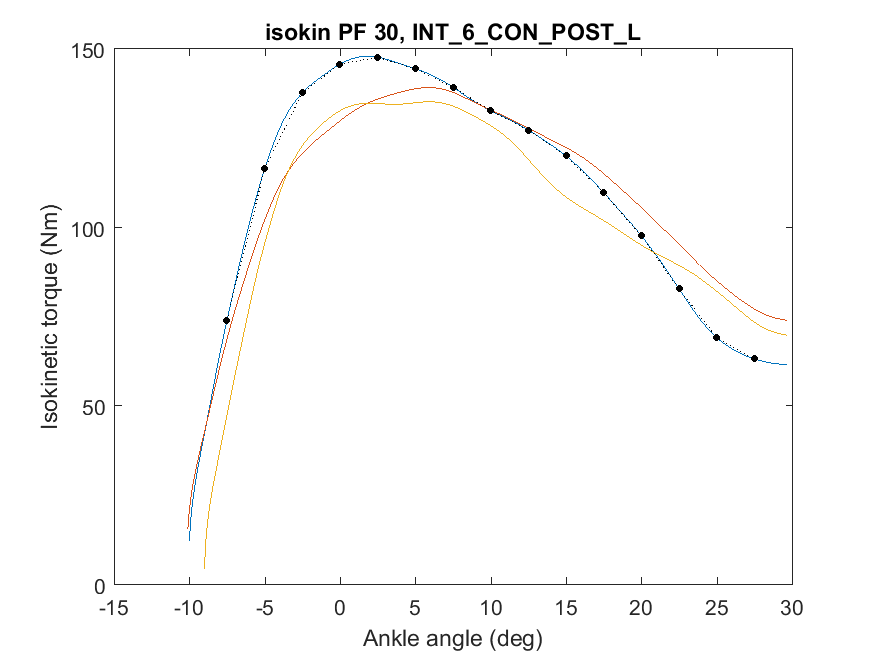 isokin PF 30, INT_6_CON_POST_L
150
100
50
0
Isokinetic torque (Nm)
-15 -10 -5 0 5 10 15 20 25 30
Ankle angle (deg)